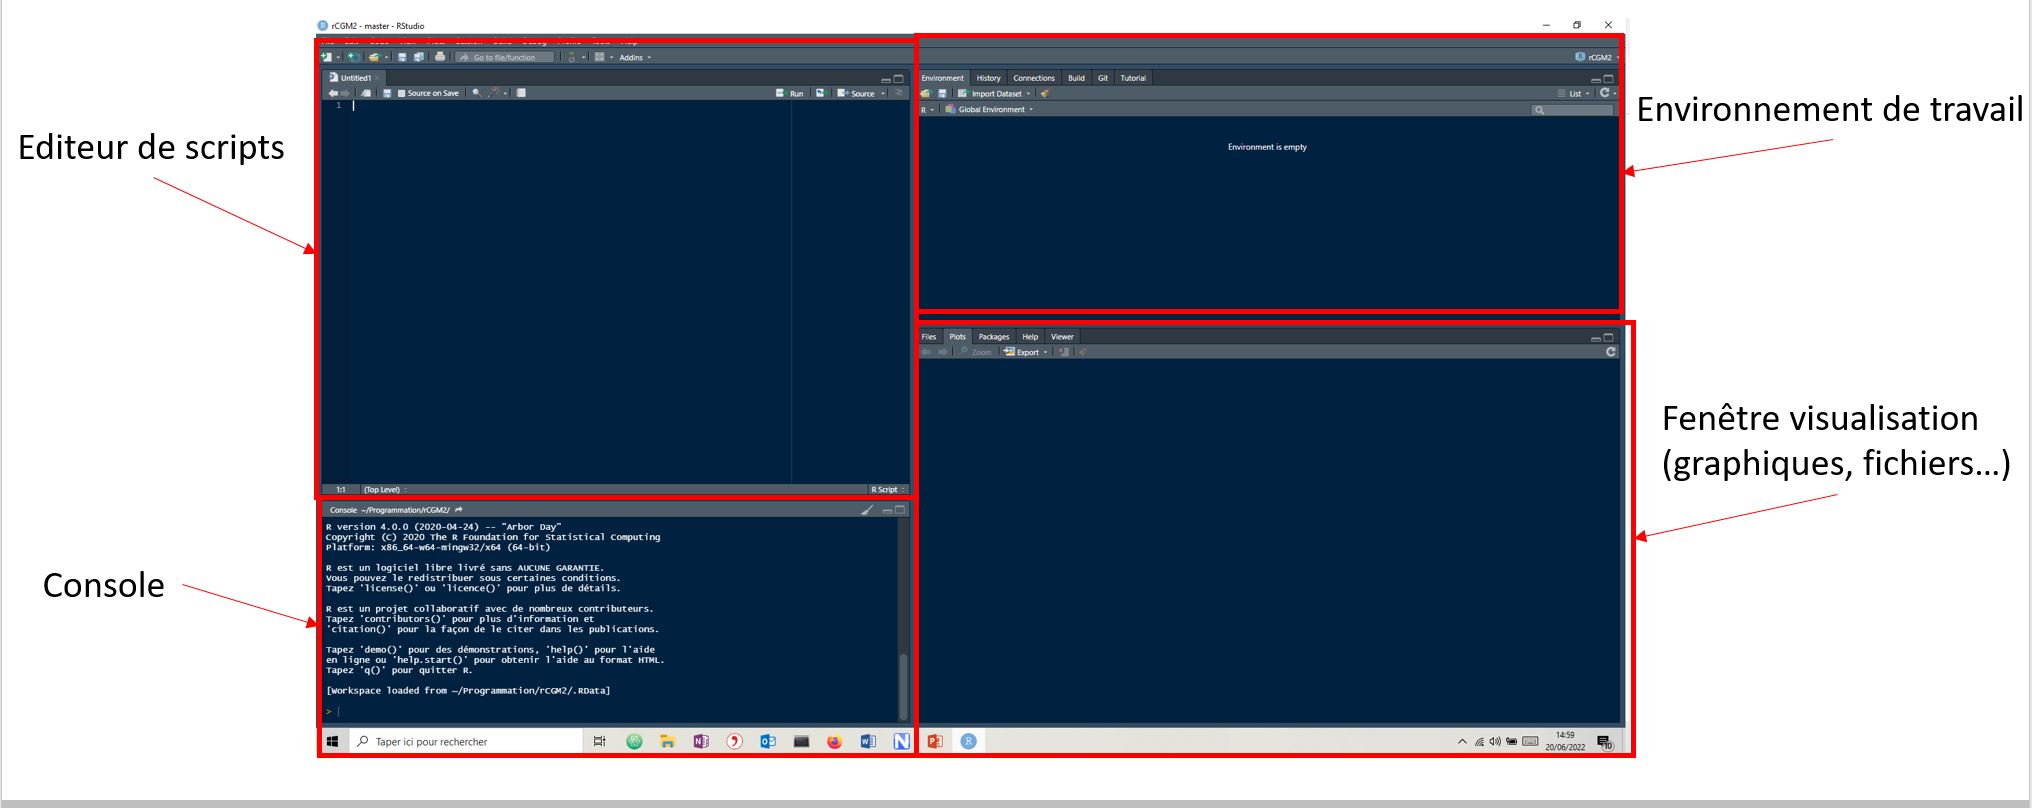 rCGM2 - master - RStudio
Go to file/function
Addins
rCGM2
Untitled1
Source on Save
Run
Source
1
1:1
(Top Level)
R Script
Environment
History
Connections
Build
Git
Tutorial
Import Dataset
List
R
Global Environment
Environment is empty
Editeur de scripts
Environnement de travail
Files
Plots
Packages
Help
Viewer
Zoom
Export
Fenêtre visualisation
(graphiques, fichiers...)
Console
Console ~/Programmation/rCGM2/
R version 4.0.0 (2020-04-24) -- "Arbor Day"
Copyright (C) 2020 The R Foundation for Statistical Computing
Platform: x86_64-w64-mingw32/x64 (64-bit)
R est un logiciel libre livré sans AUCUNE GARANTIE.
Vous pouvez le redistribuer sous certaines conditions.
Tapez 'license()' ou 'licence()' pour plus de détails.
R est un projet collaboratif avec de nombreux contributeurs.
Tapez 'contributors()' pour plus d'information et
'citation()' pour la façon de le citer dans les publications.
Tapez 'demo()' pour des démonstrations, 'help()' pour l'aide
en ligne ou 'help.start()' pour obtenir l'aide au format HTML.
Tapez 'q()' pour quitter R.
[Workspace loaded from ~/Programmation/rCGM2/.RData]
>
Taper ici pour rechercher
14:59
20/06/2022
10